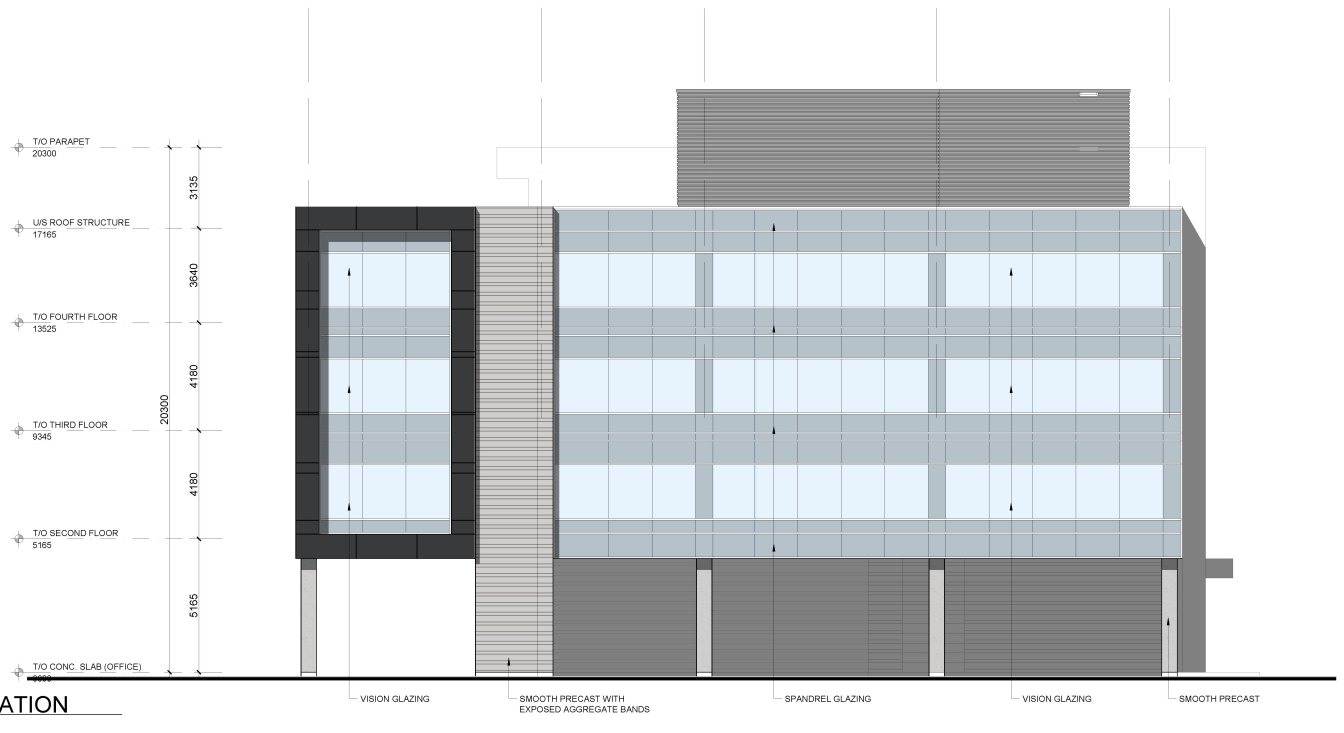 T/O PARAPET
20300
3135
U/S ROOF STRUCTURE
17165
3640
T/O FOURTH FLOOR
13525
4180
20300
T/O THIRD FLOOR
9345
4180
T/O SECOND FLOOR
5165
5165
T/O CONC. SLAB (OFFICE)
VISION GLAZING
SMOOTH PRECAST WITH
EXPOSED AGGREGATE BANDS
SPANDREL GLAZING
VISION GLAZING
SMOOTH PRECAST
ATION